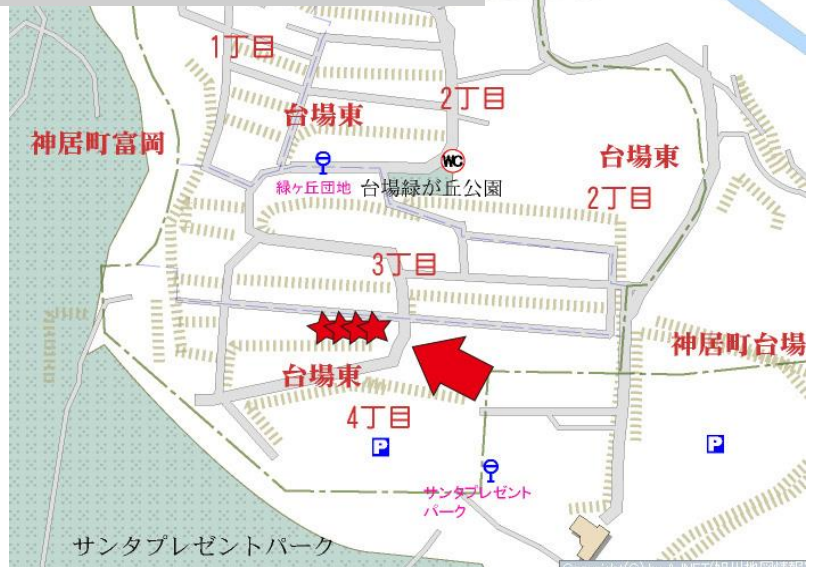 1丁目
台場東
2丁目
神居町富岡
WC
台場東
緑ヶ丘団地
台場緑が丘公園
2丁目
3丁目
神居町台場
台場東
4丁目
P
P
サンタプレゼント
パーク
サンタプレゼントパーク